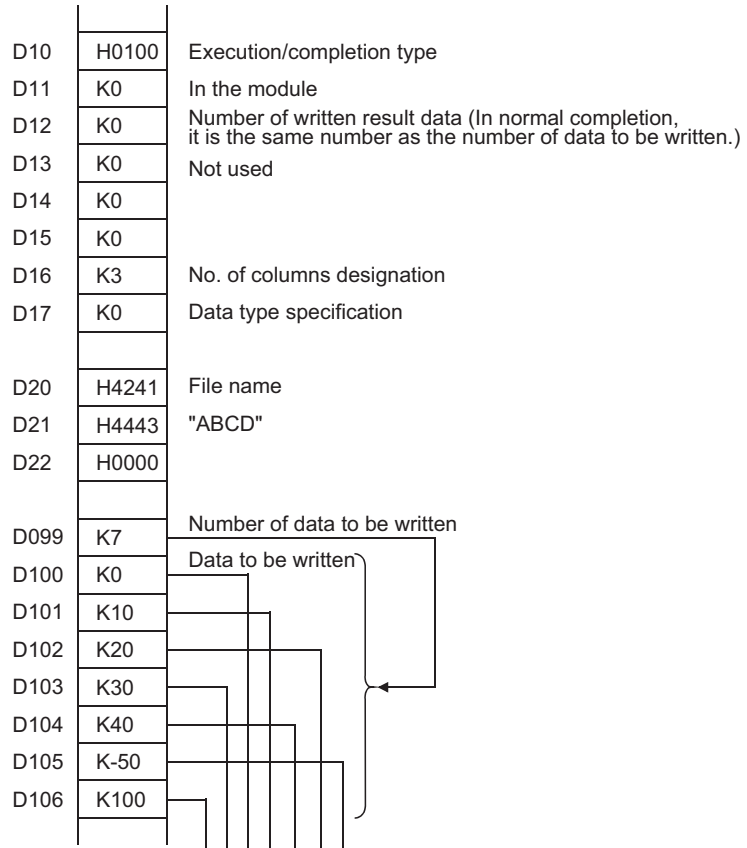 D10 H0100 Execution/completion type
D11 K0 In the module
D12 K0 Number of written result data (In normal completion,
it is the same number as the number of data to be written.)
D13 K0 Not used
D14 K0
D15 K0
D16 K3 No. of columns designation
D17 K0 Data type specification
D20 H4241 File name
D21 H4443 "ABCD"
D22 H0000
D099 K7 Number of data to be written
D100 K0 Data to be written
D101 K10
D102 K20
D103 K30
D104 K40
D105 K-50
D106 K100